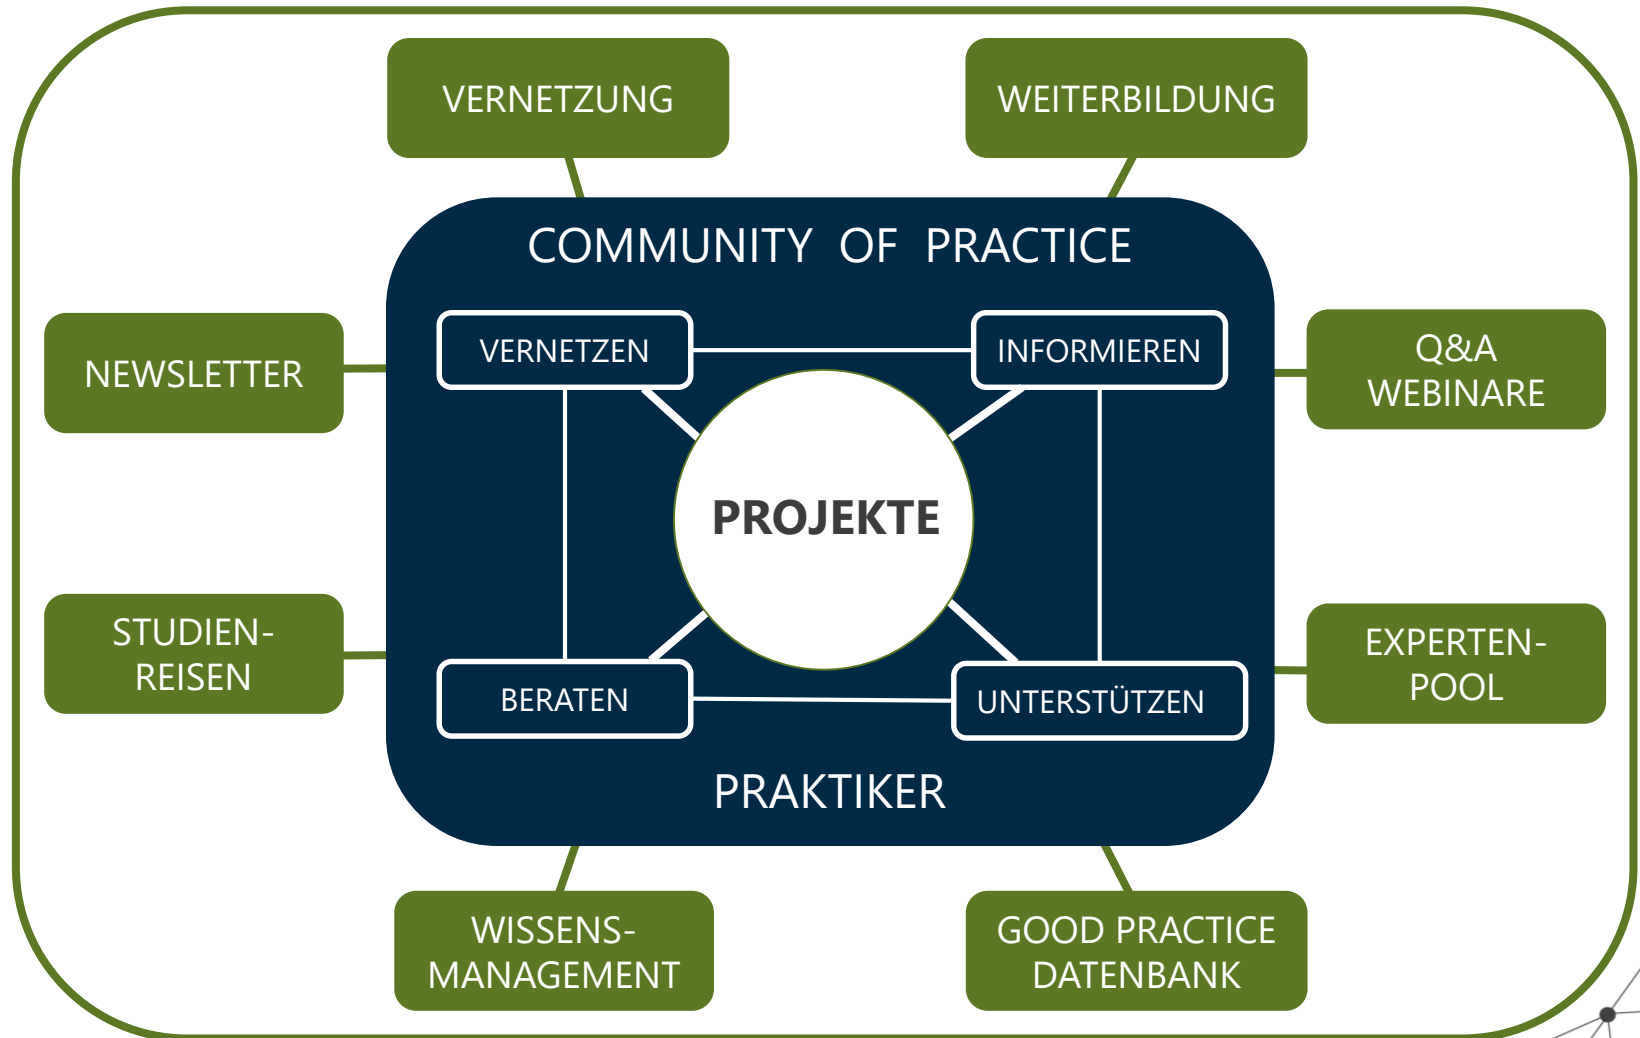 VERNETZUNG
WEITERBILDUNG
COMMUNITY OF PRACTICE
NEWSLETTER
VERNETZEN
INFORMIEREN
Q&A
WEBINARE
PROJEKTE
STUDIEN-
REISEN
BERATEN
UNTERSTÜTZEN
EXPERTEN-
POOL
PRAKTIKER
WISSENS-
MANAGEMENT
GOOD PRACTICE
DATENBANK